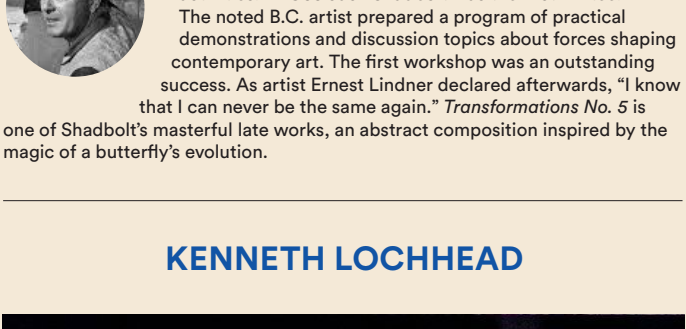 The noted B.C. artist prepared a program of practical
demonstrations and discussion topics about forces shaping
contemporary art. The first workshop was an outstanding
success. As artist Ernest Lindner declared afterwards, “I know
that I can never be the same again.” Transformations No. 5 is
one of Shadbolt’s masterful late works, an abstract composition inspired by the
magic of a butterfly’s evolution.
KENNETH LOCHHEAD